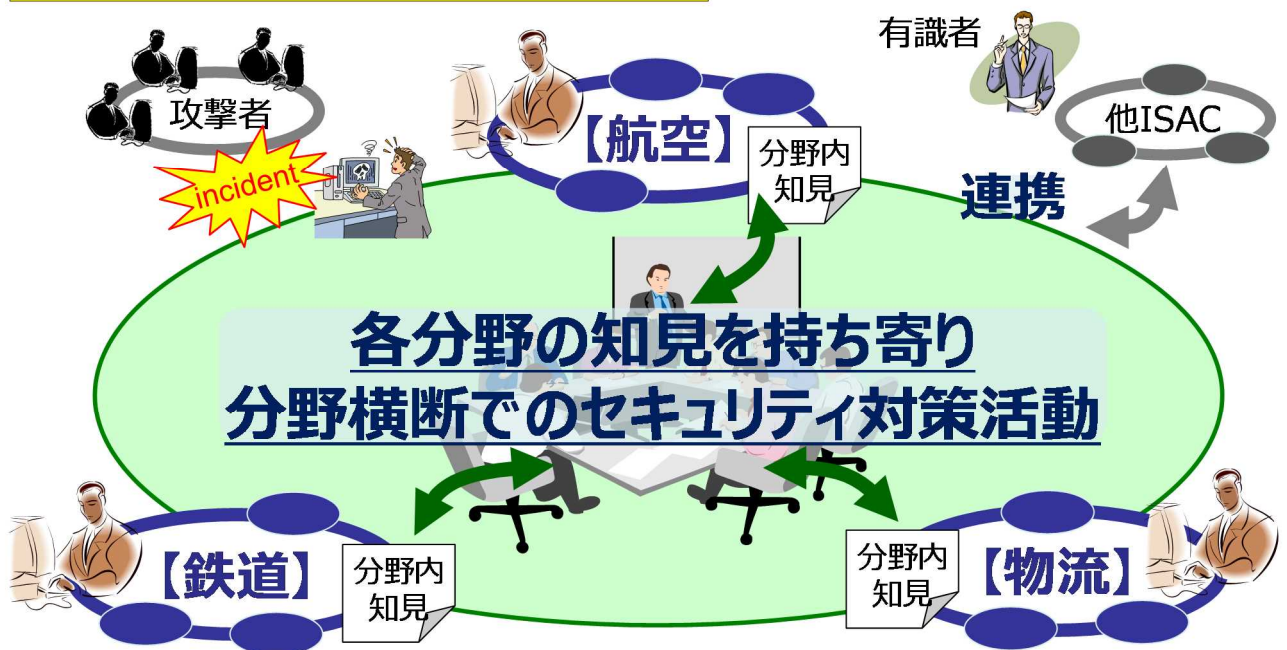 有識者
攻撃者
incident
【航空】
分野内
知見
他ISAC
連携
各分野の知見を持ち寄り
分野横断でのセキュリティ対策活動
【鉄道】
分野内
知見
分野内
知見
【物流】